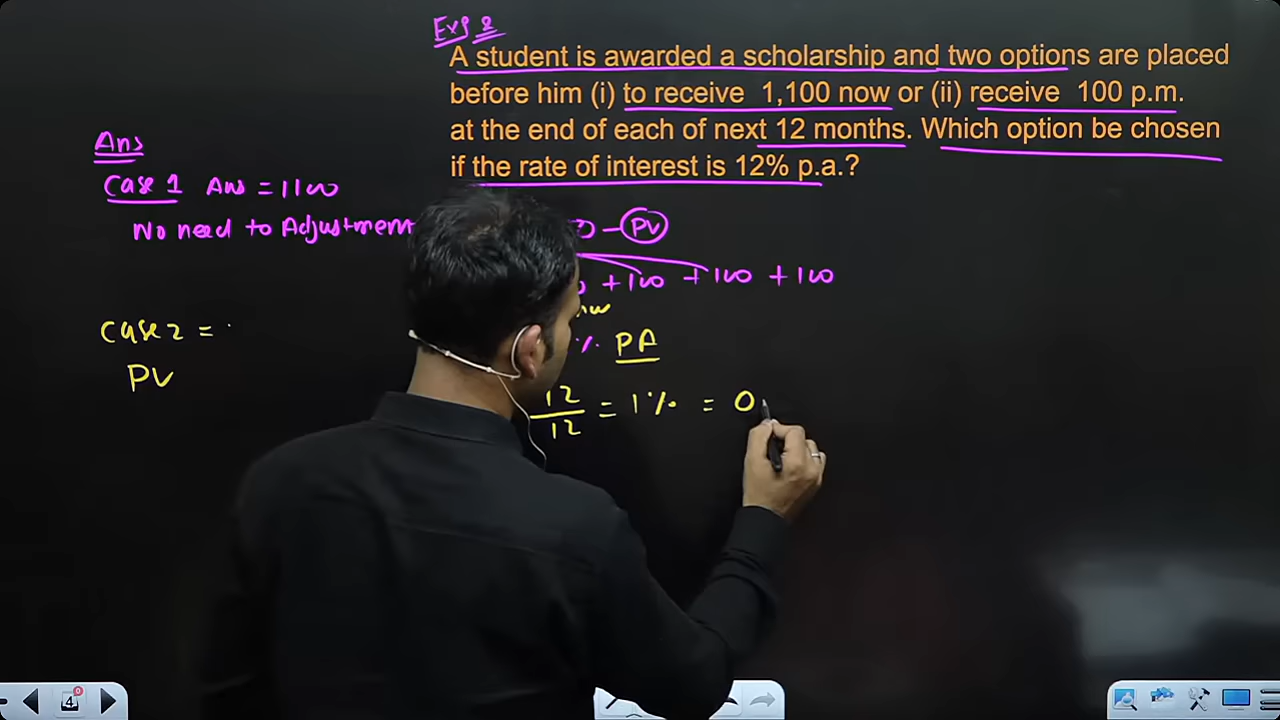 Exp 2
A student is awarded a scholarship and two options are placed
before him (i) to receive 1,100 now or (ii) receive 100 p.m.
at the end of each of next 12 months. Which option be chosen
if the rate of interest is 12% p.a.?
Ans
Case 1 Ans = 1100
No need to Adjustment
– PV
+100 +100 +100
Case 2 =
PV
% PA
12/12 = 1% = 0.
4
0